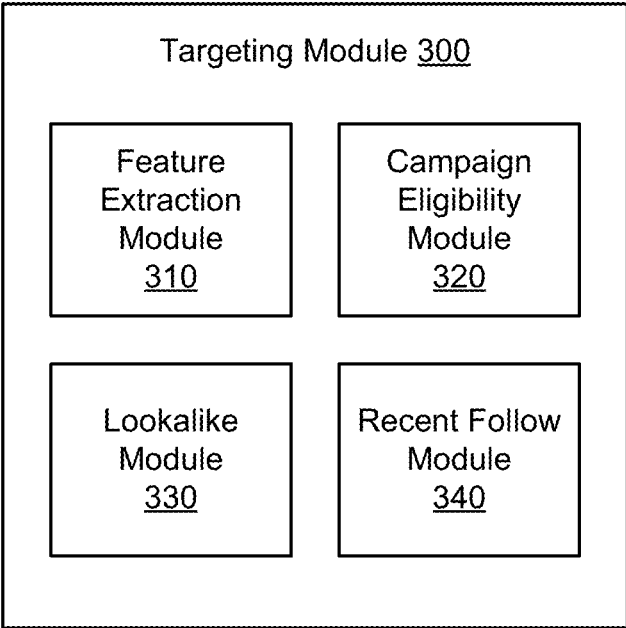 Targeting Module 300
Feature
Extraction
Module
310
Campaign
Eligibility
Module
320
Lookalike
Module
330
Recent Follow
Module
340